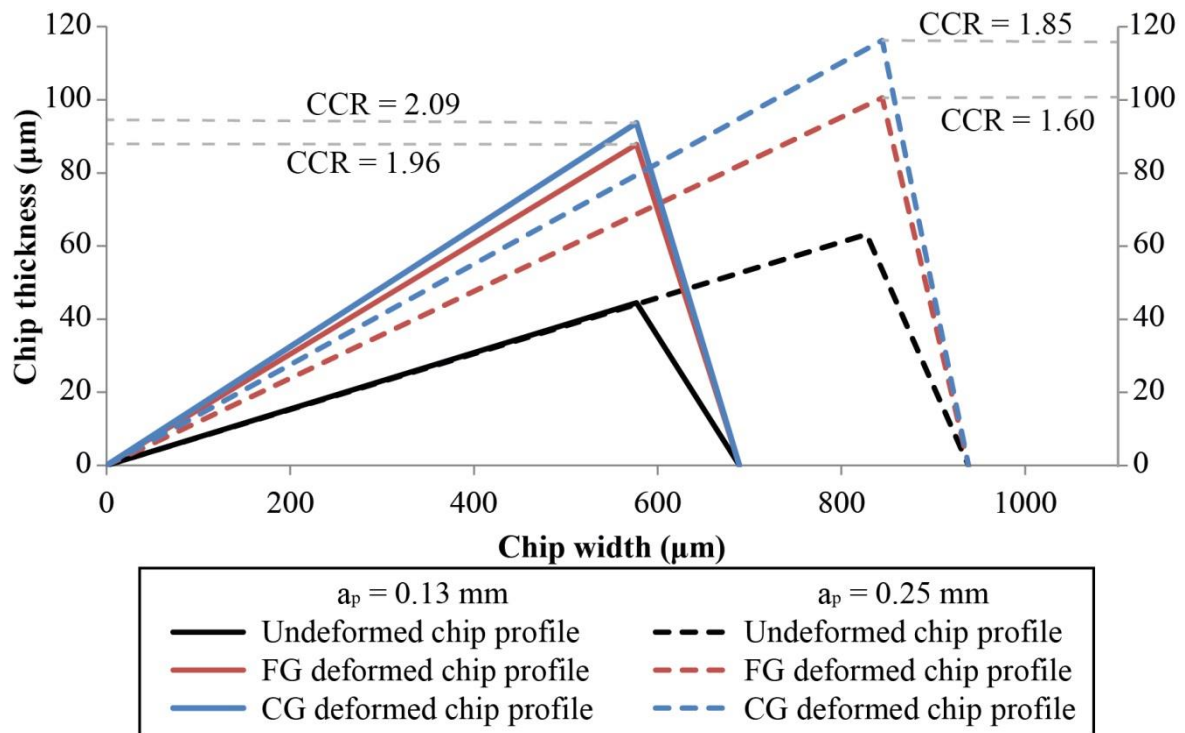 120
120
CCR = 1.85
100
100
CCR = 2.09
CCR = 1.60
80
80
CCR = 1.96
60
60
40
40
20
20
0
0
Chip thickness (μm)
0 200 400 600 800 1000
Chip width (μm)
aₚ = 0.13 mm aₚ = 0.25 mm
Undeformed chip profile Undeformed chip profile
FG deformed chip profile FG deformed chip profile
CG deformed chip profile CG deformed chip profile